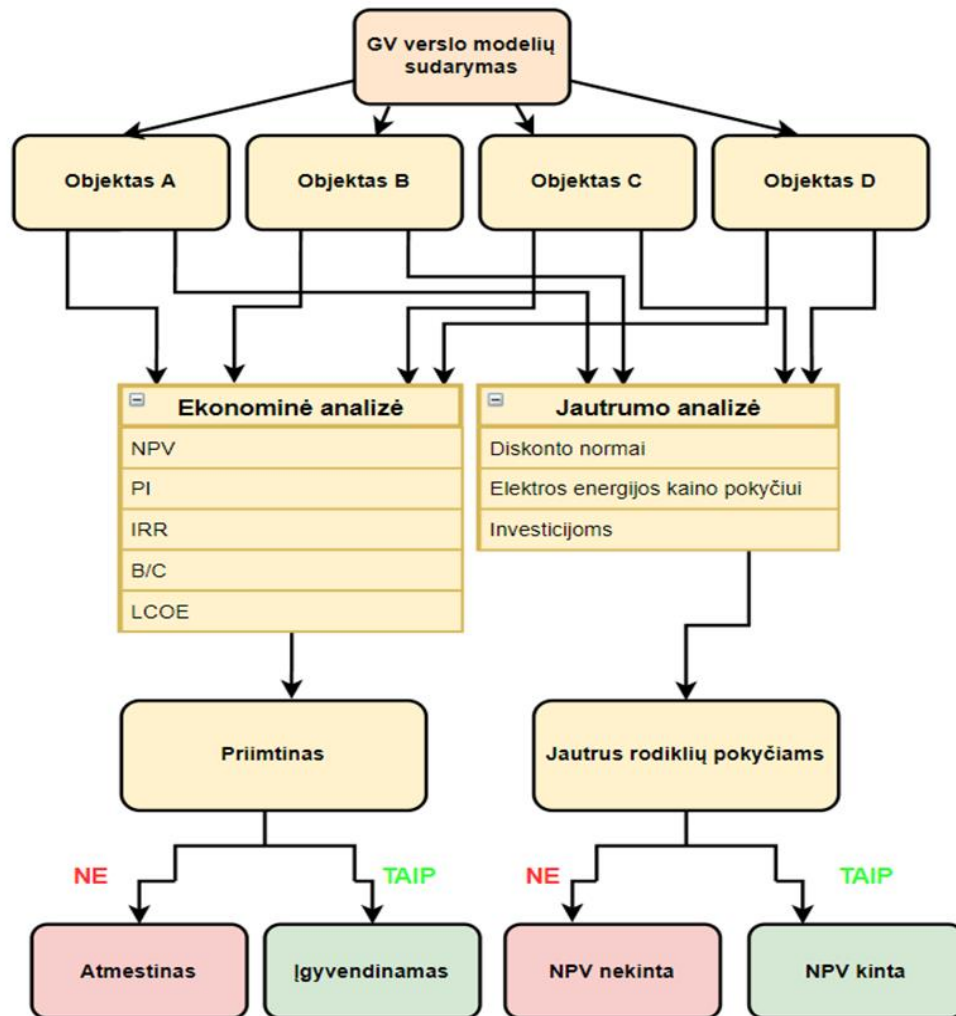 GV verslo modelių
sudarymas
Objektas A
Objektas B
Objektas C
Objektas D
Ekonominė analizė
NPV
PI
IRR
B/C
LCOE
Jautrumo analizė
Diskonto normai
Elektros energijos kaino pokyčiui
Investicijoms
Priimtinas
Jautrus rodiklių pokyčiams
NE
TAIP
NE
TAIP
Atmestinas
Įgyvendinamas
NPV nekinta
NPV kinta